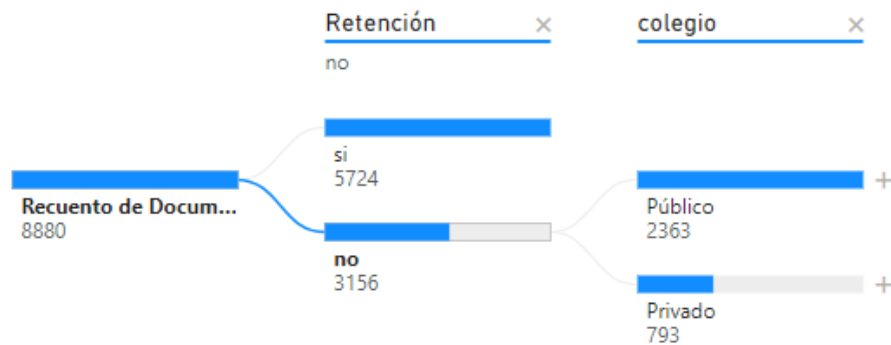 Retención ×
colegio ×
no
si
5724
Recuento de Docum...
8880
Público
2363
+
no
3156
Privado
793
+